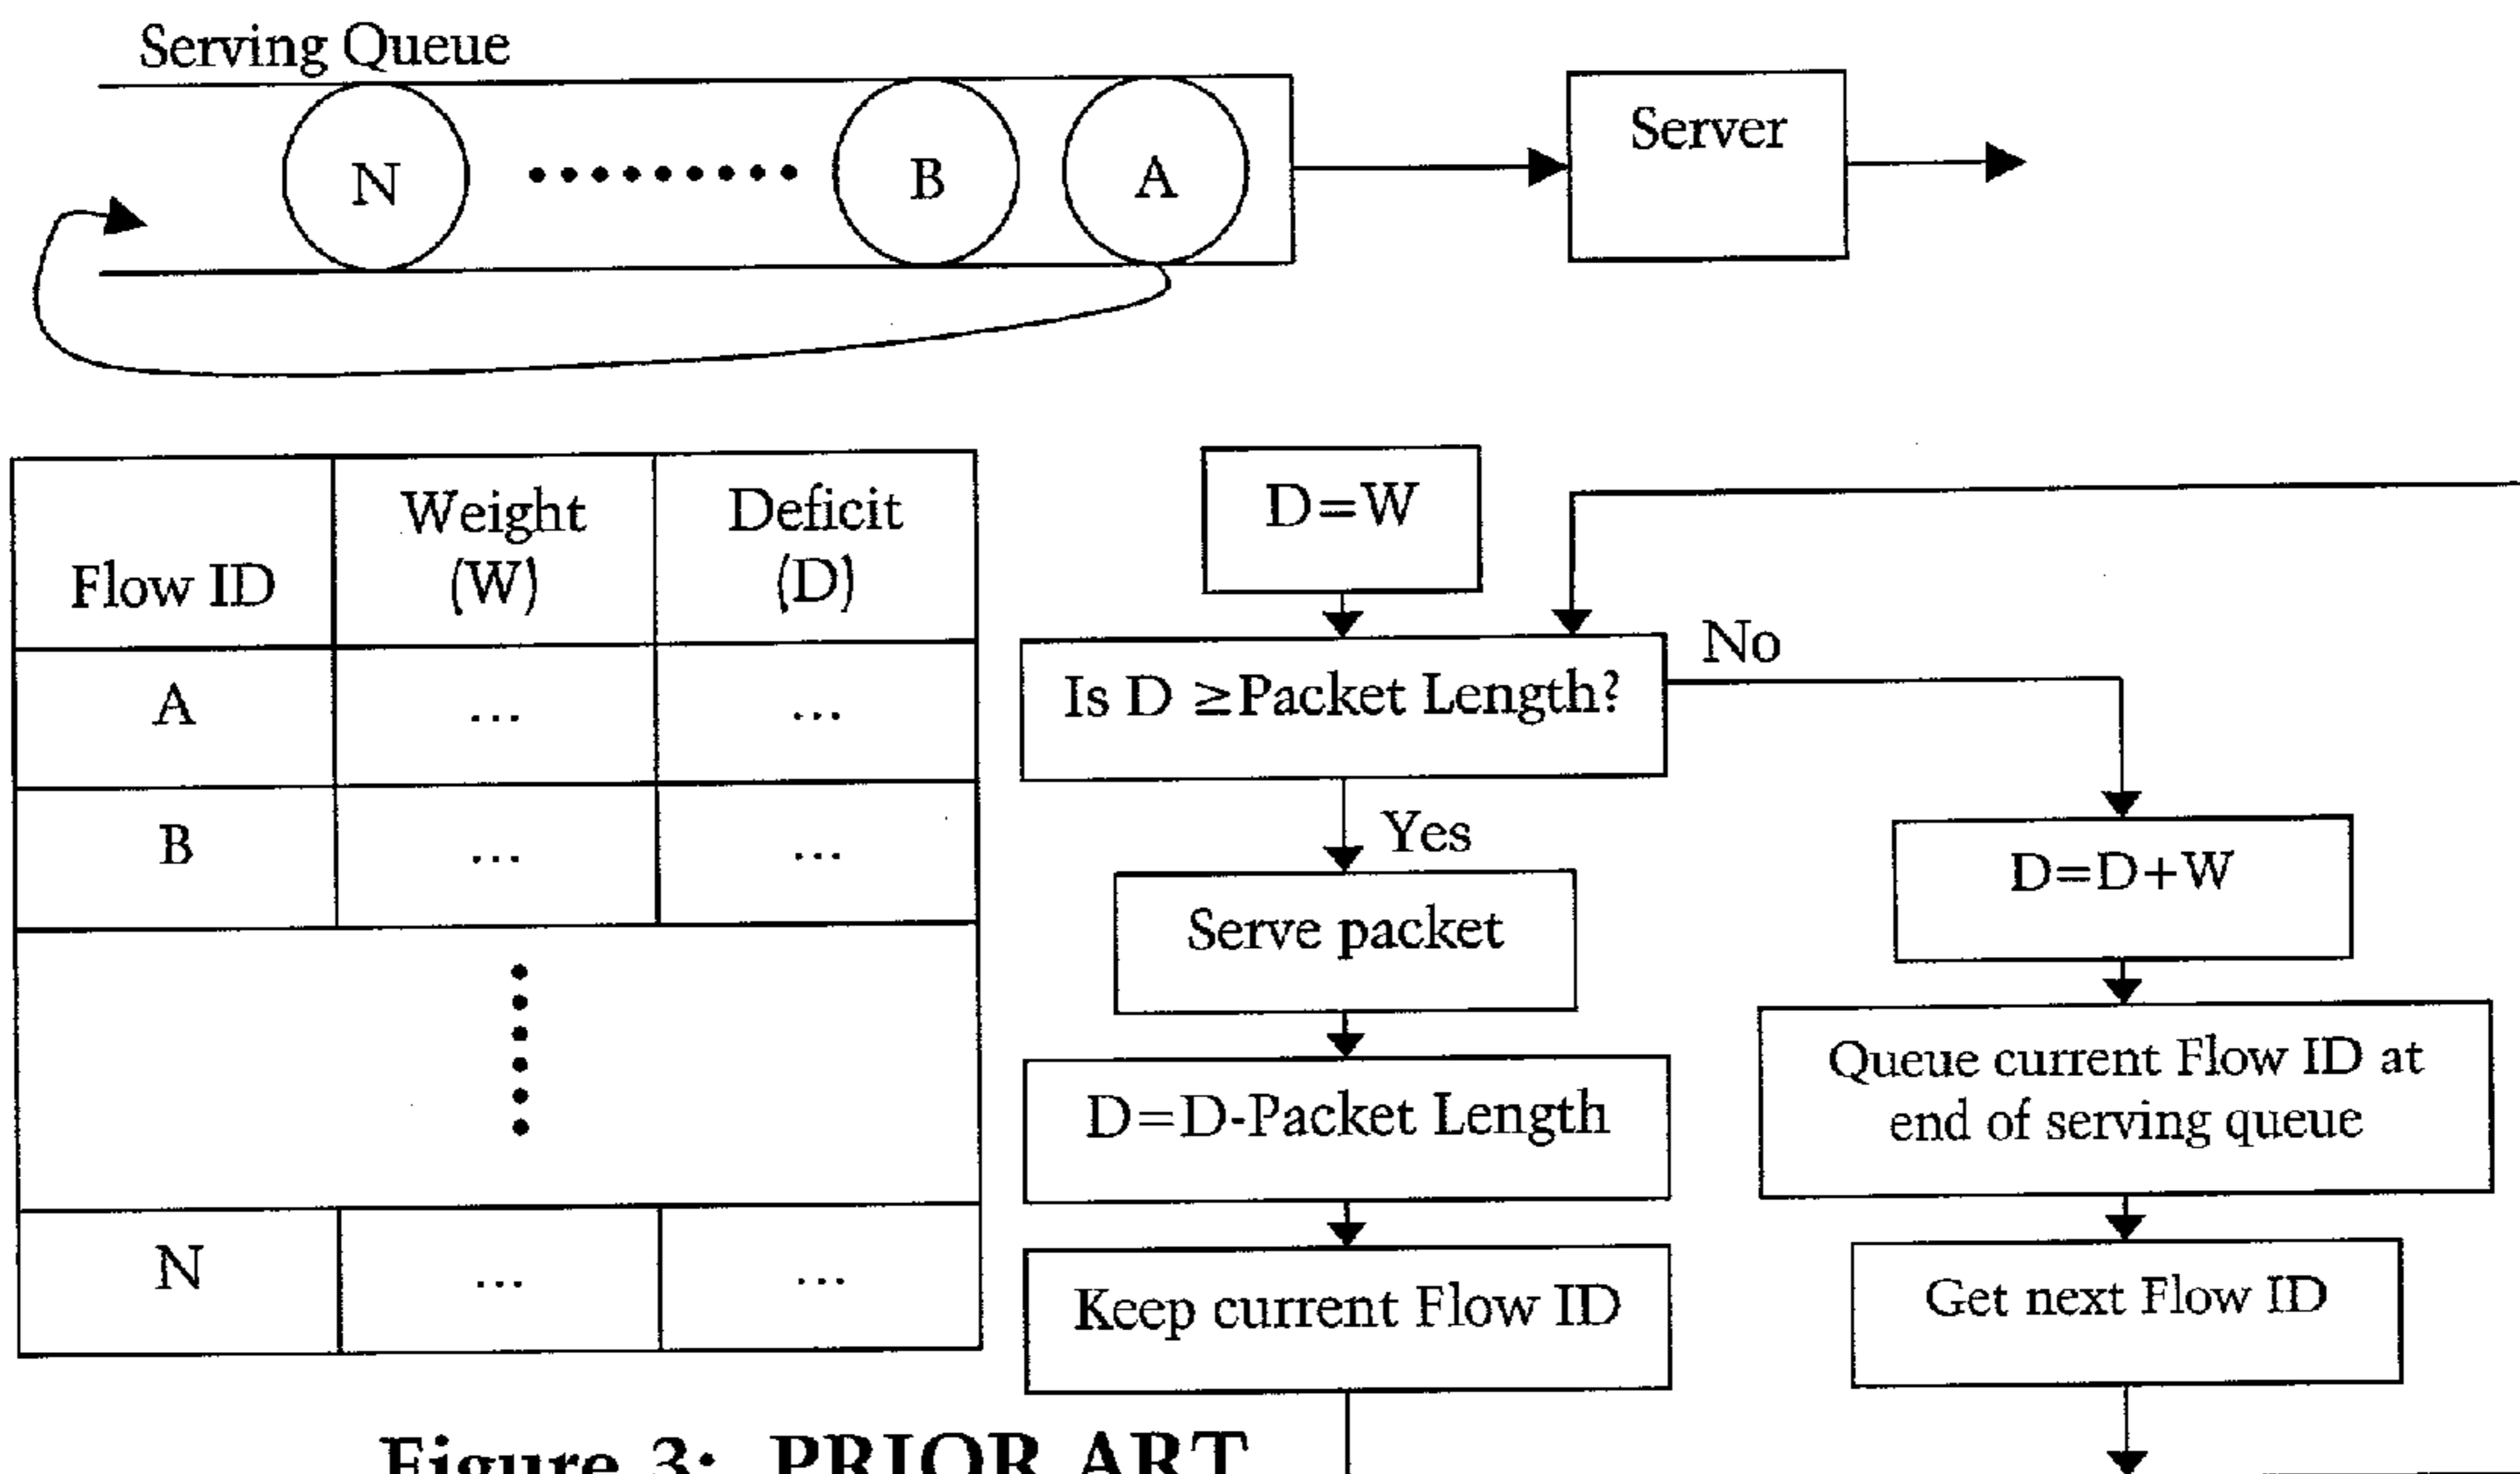 Serving Queue
N ......... B A
Server
Flow ID
Weight
(W)
Deficit
(D)
A ... ...
B ... ...
N ... ...
D=W
Is D ≥Packet Length?
No
Yes
Serve packet
D=D-Packet Length
Keep current Flow ID
D=D+W
Queue current Flow ID at
end of serving queue
Get next Flow ID
Figure 3: PRIOR ART